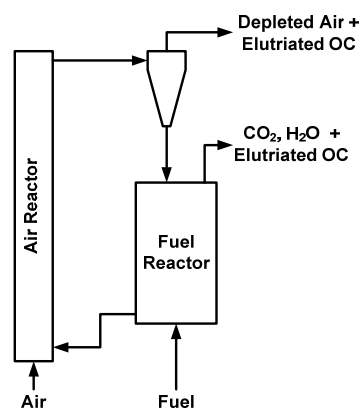 Depleted Air +
Elutriated OC
CO₂, H₂O +
Elutriated OC
Air Reactor
Fuel
Reactor
Air
Fuel